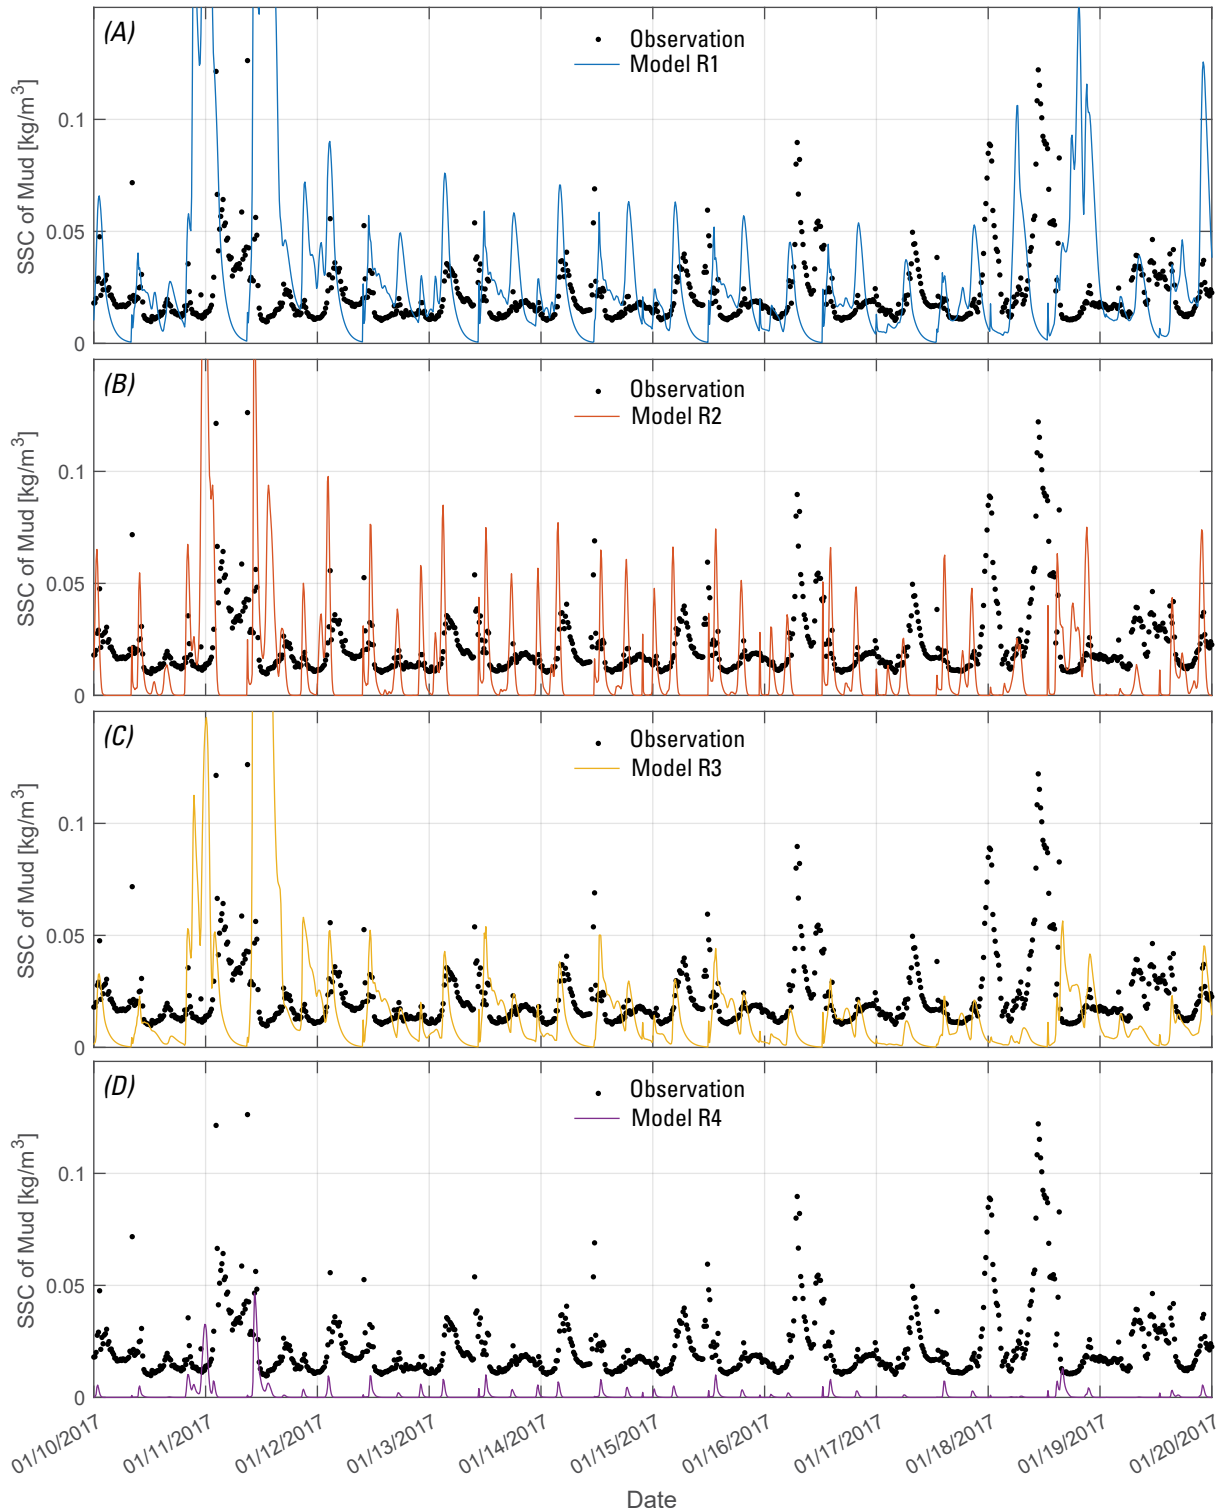 (A)
Observation
Model R1
0.1
0.05
0
SSC of Mud [kg/m³]
(B)
Observation
Model R2
0.1
0.05
0
SSC of Mud [kg/m³]
(C)
Observation
Model R3
0.1
0.05
0
SSC of Mud [kg/m³]
(D)
Observation
Model R4
0.1
0.05
0
SSC of Mud [kg/m³]
01/10/2017
01/11/2017
01/12/2017
01/13/2017
01/14/2017
01/15/2017
01/16/2017
01/17/2017
01/18/2017
01/19/2017
01/20/2017
Date